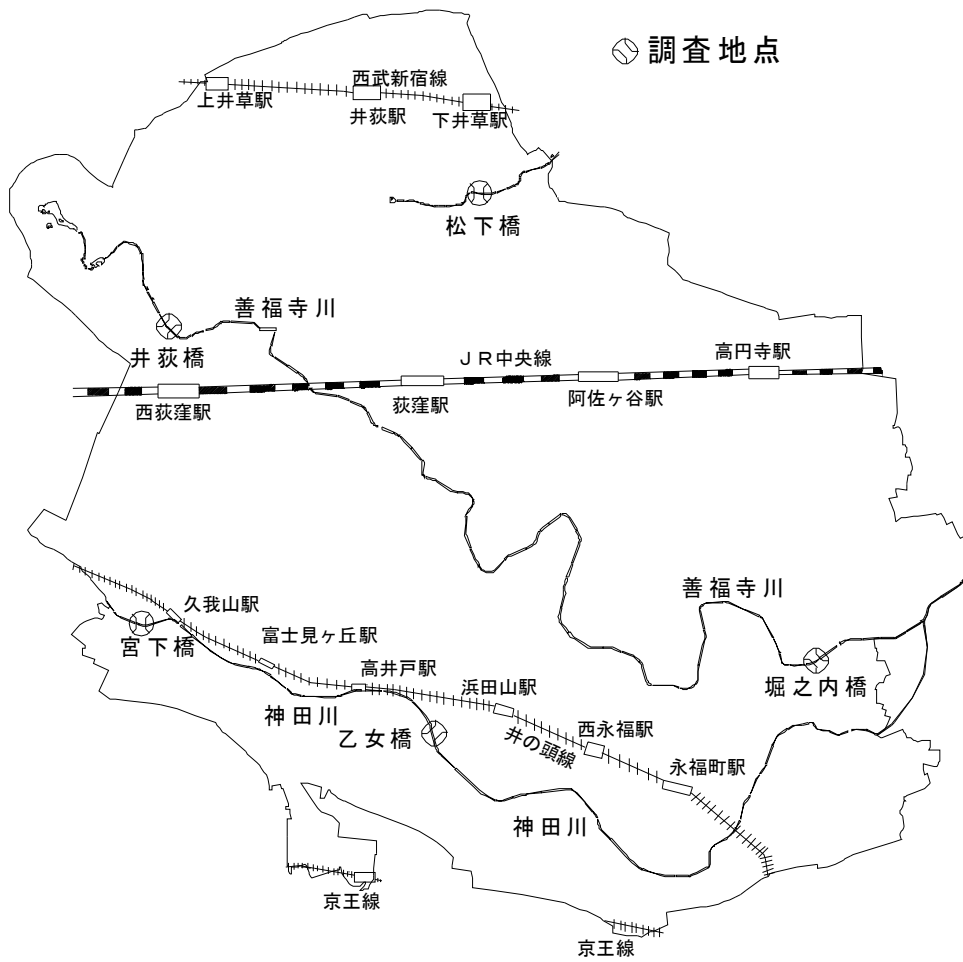 調査地点
西武新宿線
上井草駅
井荻駅
下井草駅
松下橋
善福寺川
井荻橋
JR中央線
高円寺駅
西荻窪駅
荻窪駅
阿佐ヶ谷駅
善福寺川
久我山駅
宮下橋
富士見ヶ丘駅
高井戸駅
堀之内橋
浜田山駅
神田川
乙女橋
井の頭線
西永福駅
永福町駅
神田川
京王線
京王線